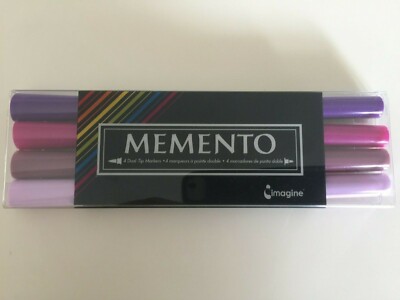 MEMENTO
4 Dual Tip Markers • 4 marqueurs à pointe double • 4 marcadores de punta doble
imagine